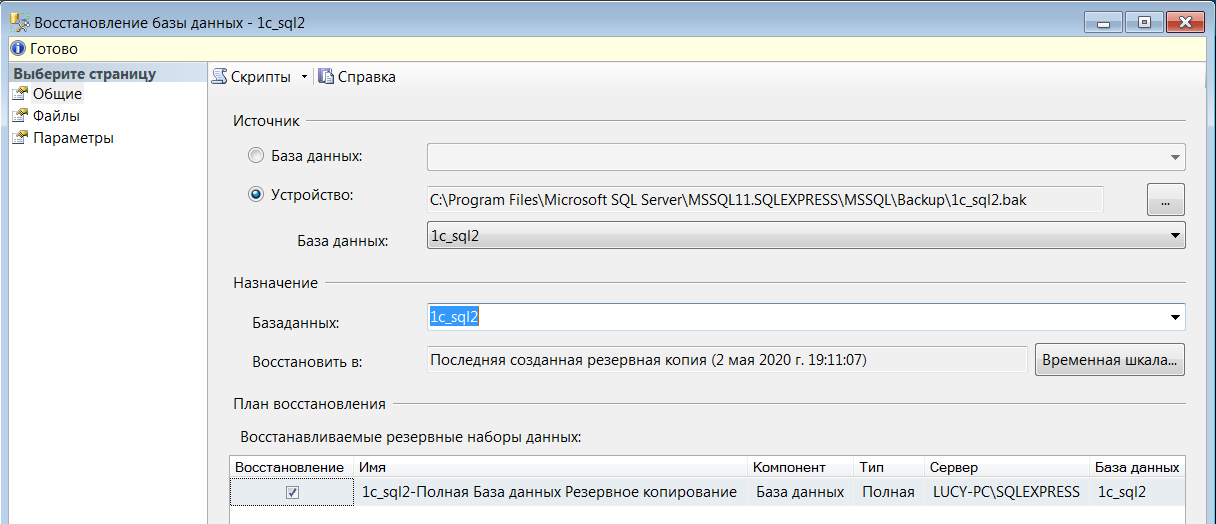 Восстановление базы данных - 1c_sql2
Готово
Выберите страницу
Общие
Файлы
Параметры
Скрипты Справка
Источник
База данных:
Устройство: C:\Program Files\Microsoft SQL Server\MSSQL11.SQLEXPRESS\MSSQL\Backup\1c_sql2.bak ...
База данных: 1c_sql2
Назначение
Базаданных: 1c_sql2
Восстановить в: Последняя созданная резервная копия (2 мая 2020 г. 19:11:07) Временная шкала...
План восстановления
Восстанавливаемые резервные наборы данных:
Восстановление Имя Компонент Тип Сервер База данных
1c_sql2-Полная База данных Резервное копирование База данных Полная LUCY-PC\SQLEXPRESS 1c_sql2